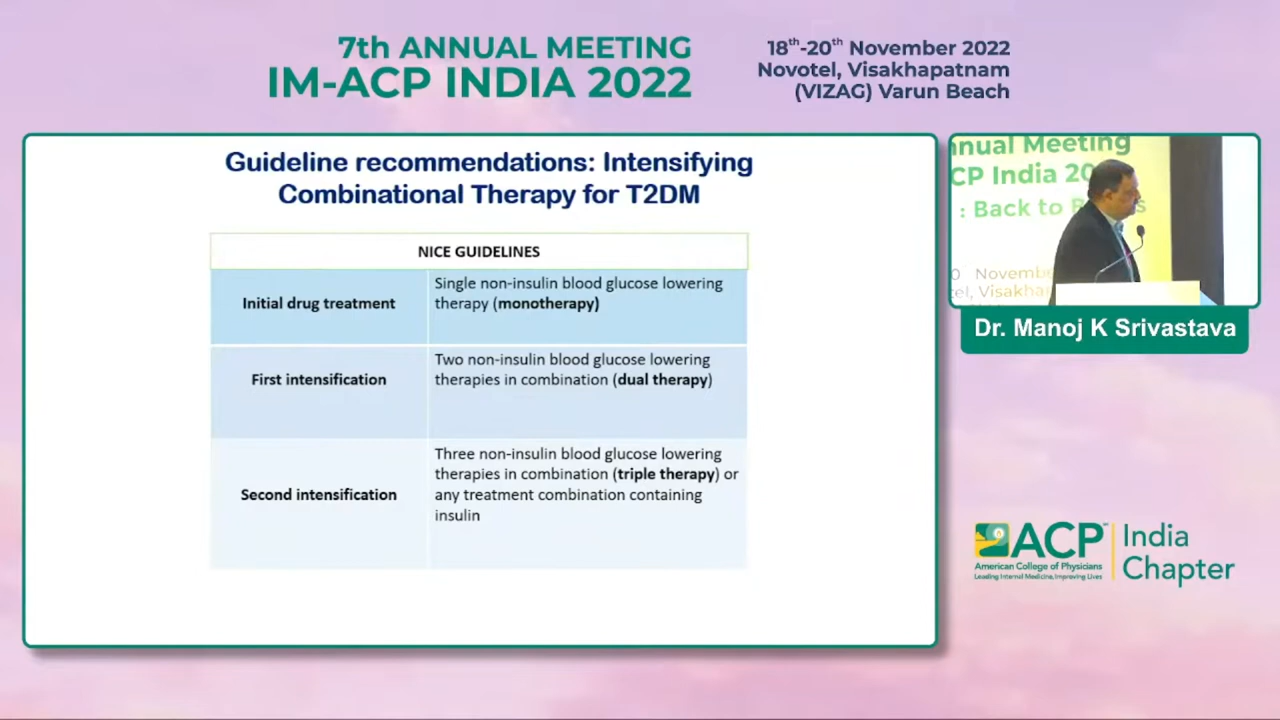 7th ANNUAL MEETING
IM-ACP INDIA 2022
18th-20th November 2022
Novotel, Visakhapatnam
(VIZAG) Varun Beach
Guideline recommendations: Intensifying
Combinational Therapy for T2DM
NICE GUIDELINES
Initial drug treatment
Single non-insulin blood glucose lowering
therapy (monotherapy)
First intensification
Two non-insulin blood glucose lowering
therapies in combination (dual therapy)
Second intensification
Three non-insulin blood glucose lowering
therapies in combination (triple therapy) or
any treatment combination containing
insulin
Annual Meeting
CP India 20
: Back to
Novemb
tel, Visakha
Dr. Manoj K Srivastava
ACP
American College of Physicians
Leading Internal Medicine, Improving Lives
India
Chapter